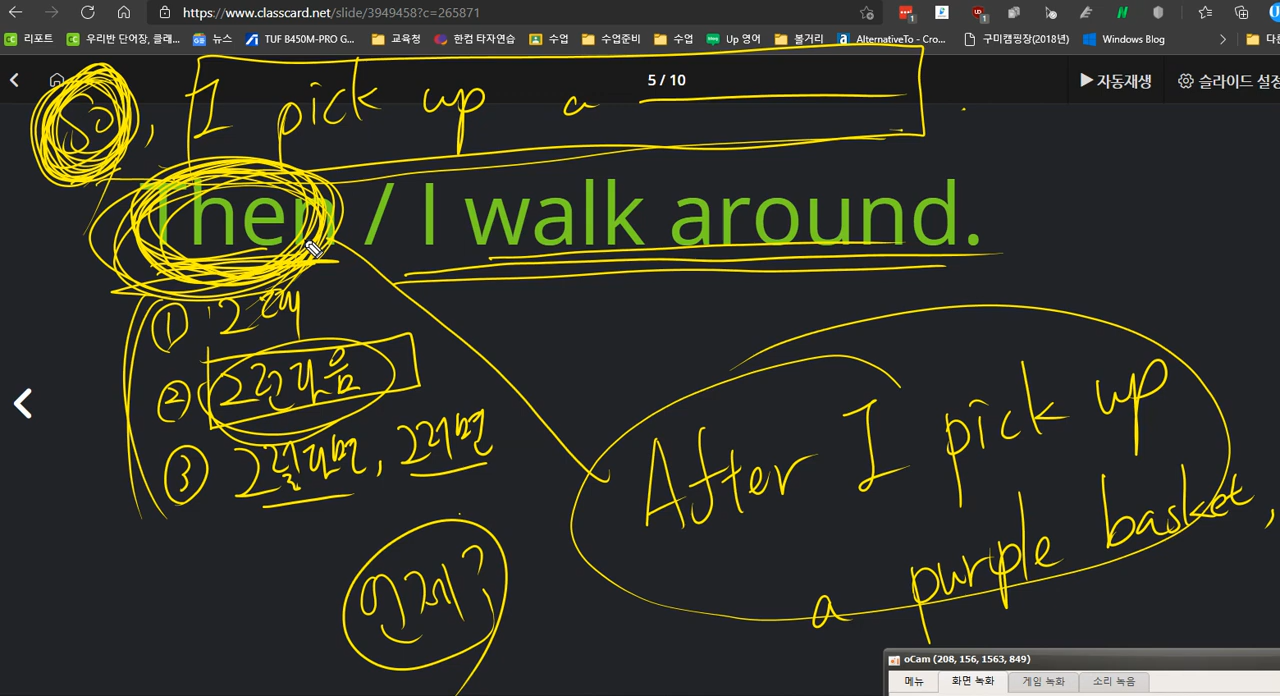 https://www.classcard.net/slide/3949458?c=265871
리포트 우리반 단어장, 클래... 뉴스 TUF B450M-PRO G... 교육청 한컴 타자연습 수업 수업준비 수업 Up 영어 볼거리 AlternativeTo - Cro... 구미캠핑장(2018년) Windows Blog 다른
5 / 10
자동재생 슬라이드 설정
So, I pick up a
Then / I walk around.
① 그때
② 그런다음
③ 그렇다면, 그러면
After I pick up
a purple basket,
언제?
oCam (208, 156, 1563, 849)
메뉴 화면 녹화 게임 녹화 소리 녹음